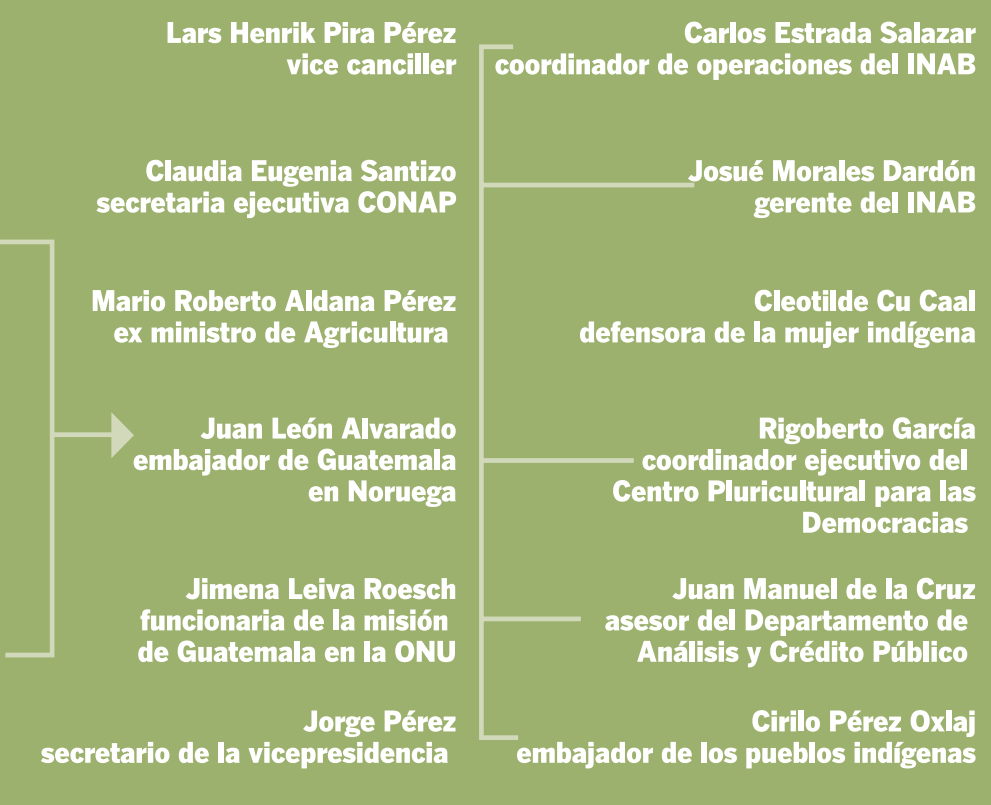 Lars Henrik Pira Pérez
vice canciller
Claudia Eugenia Santizo
secretaria ejecutiva CONAP
Mario Roberto Aldana Pérez
ex ministro de Agricultura
Juan León Alvarado
embajador de Guatemala
en Noruega
Jimena Leiva Roesch
funcionaria de la misión
de Guatemala en la ONU
Jorge Pérez
secretario de la vicepresidencia
Carlos Estrada Salazar
coordinador de operaciones del INAB
Josué Morales Dardón
gerente del INAB
Cleotilde Cu Caal
defensora de la mujer indígena
Rigoberto García
coordinador ejecutivo del
Centro Pluricultural para las
Democracias
Juan Manuel de la Cruz
asesor del Departamento de
Análisis y Crédito Público
Cirilo Pérez Oxlaj
embajador de los pueblos indígenas